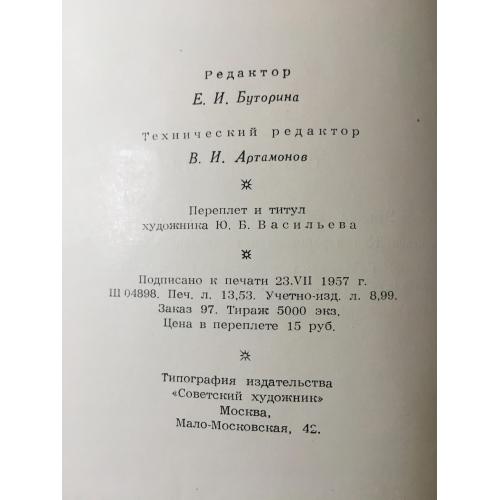 Редактор
Е. И. Буторина
Технический редактор
В. И. Артамонов
Переплет и титул
художника Ю. Б. Васильева
Подписано к печати 23.VII 1957 г.
Ш 04898. Печ. л. 13,53. Учетно-изд. л. 8,99.
Заказ 97. Тираж 5000 экз.
Цена в переплете 15 руб.
Типография издательства
«Советский художник»
Москва,
Мало-Московская, 42.